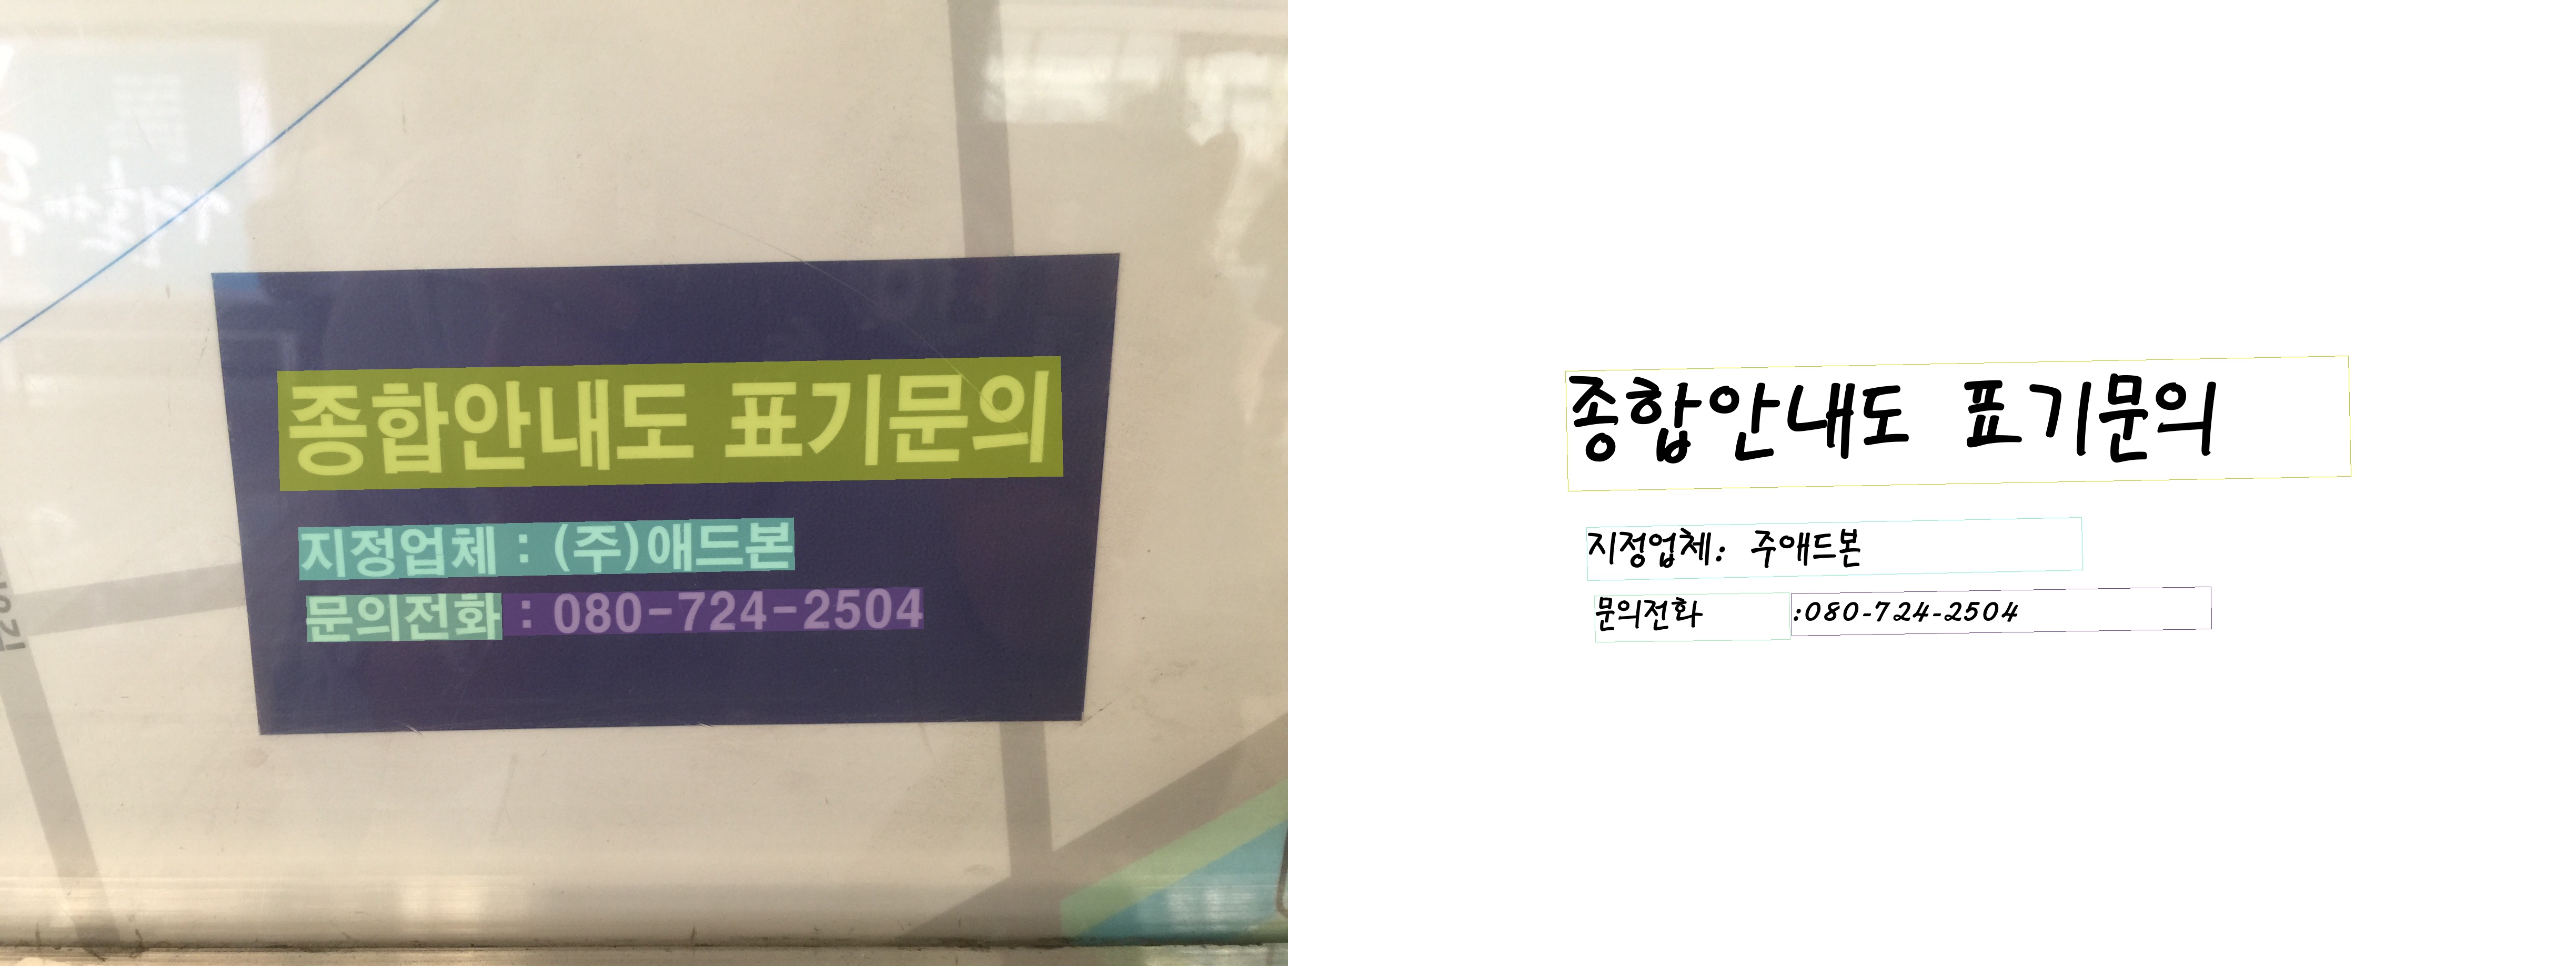 종합안내도 표기문의
지정업체 : (주)애드본
문의전화 : 080-724-2504
종합안내도 표기문의
지정업체: 주애드본
문의전화 :080-724-2504